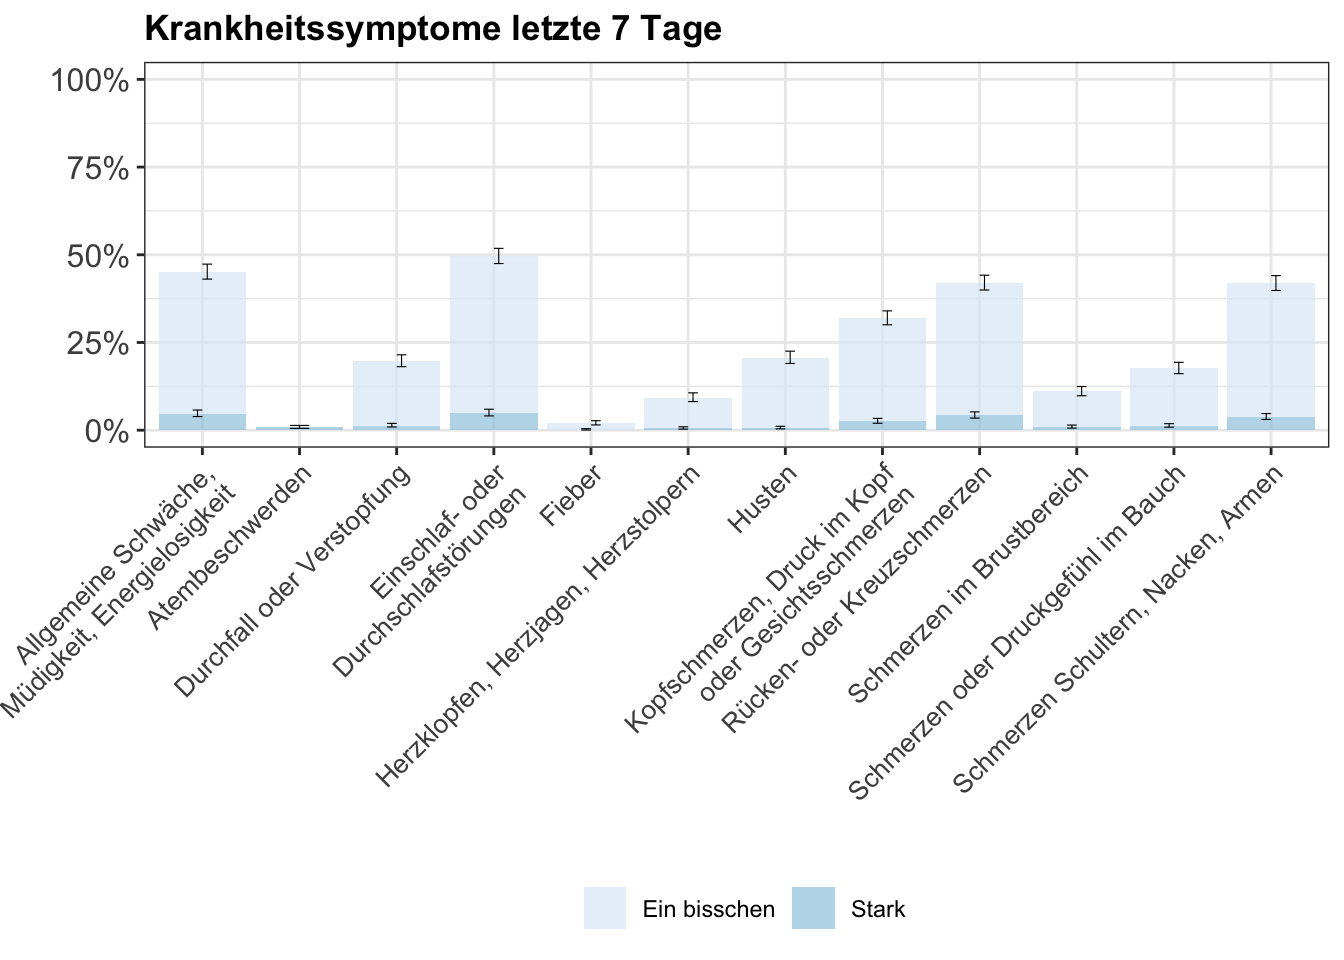 Krankheitssymptome letzte 7 Tage
100%
75%
50%
25%
0%
Allgemeine Schwäche,
Müdigkeit, Energielosigkeit
Atembeschwerden
Durchfall oder Verstopfung
Einschlaf- oder
Durchschlafstörungen
Fieber
Herzklopfen, Herzjagen, Herzstolpern
Husten
Kopfschmerzen, Druck im Kopf
oder Gesichtsschmerzen
Rücken- oder Kreuzschmerzen
Schmerzen im Brustbereich
Schmerzen oder Druckgefühl im Bauch
Schmerzen Schultern, Nacken, Armen
Ein bisschen
Stark